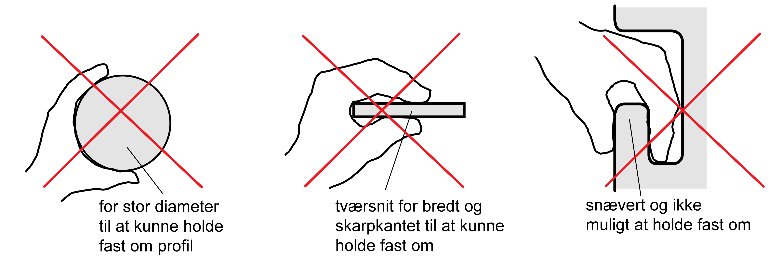 for stor diameter
til at kunne holde
fast om profil
tværsnit for bredt og
skarpkantet til at kunne
holde fast om
snævert og ikke
muligt at holde fast om